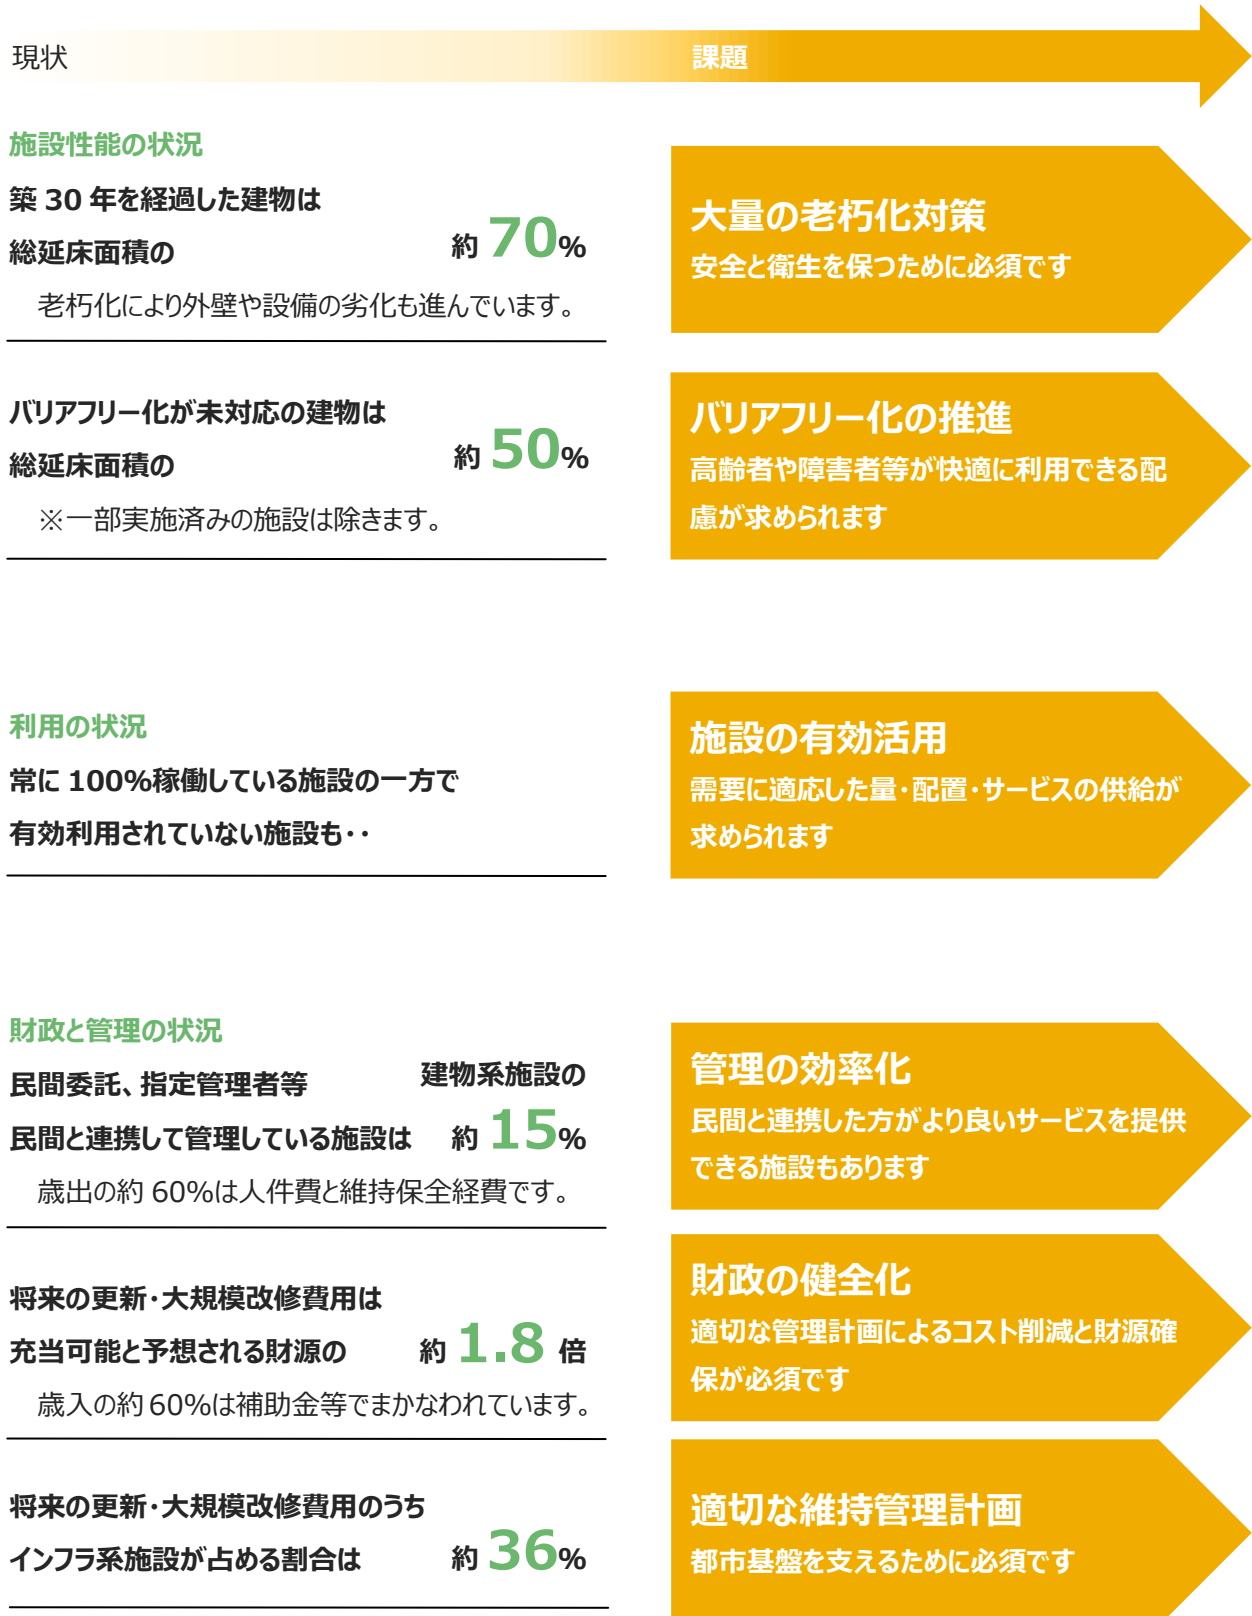 現状
課題
施設性能の状況
築 30 年を経過した建物は
総延床面積の 約 70%
老朽化により外壁や設備の劣化も進んでいます。
大量の老朽化対策
安全と衛生を保つために必須です
バリアフリー化が未対応の建物は
総延床面積の 約 50%
※一部実施済みの施設は除きます。
バリアフリー化の推進
高齢者や障害者等が快適に利用できる配
慮が求められます
利用の状況
常に 100%稼働している施設の一方で
有効利用されていない施設も・・
施設の有効活用
需要に適応した量・配置・サービスの供給が
求められます
財政と管理の状況
民間委託、指定管理者等 建物系施設の
民間と連携して管理している施設は 約 15%
歳出の約 60%は人件費と維持保全経費です。
管理の効率化
民間と連携した方がより良いサービスを提供
できる施設もあります
将来の更新・大規模改修費用は
充当可能と予想される財源の 約 1.8 倍
歳入の約 60%は補助金等でまかなわれています。
財政の健全化
適切な管理計画によるコスト削減と財源確
保が必須です
将来の更新・大規模改修費用のうち
インフラ系施設が占める割合は 約 36%
適切な維持管理計画
都市基盤を支えるために必須です